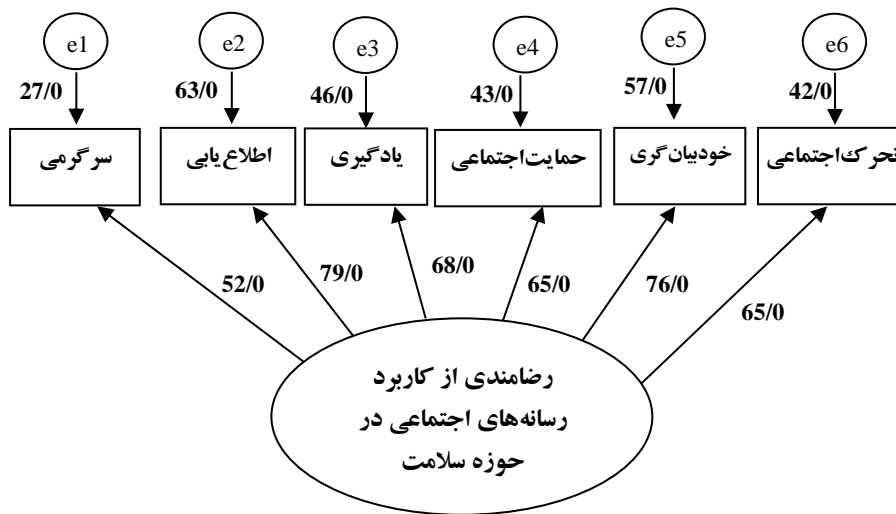 e1 e2 e3 e4 e5 e6
27/0 63/0 46/0 43/0 57/0 42/0
سرگرمی اطلاع‌یابی یادگیری حمایت اجتماعی خودبیان‌گری تحرک اجتماعی
52/0 79/0 68/0 65/0 76/0 65/0
رضامندی از کاربرد
رسانه‌های اجتماعی در
حوزه سلامت